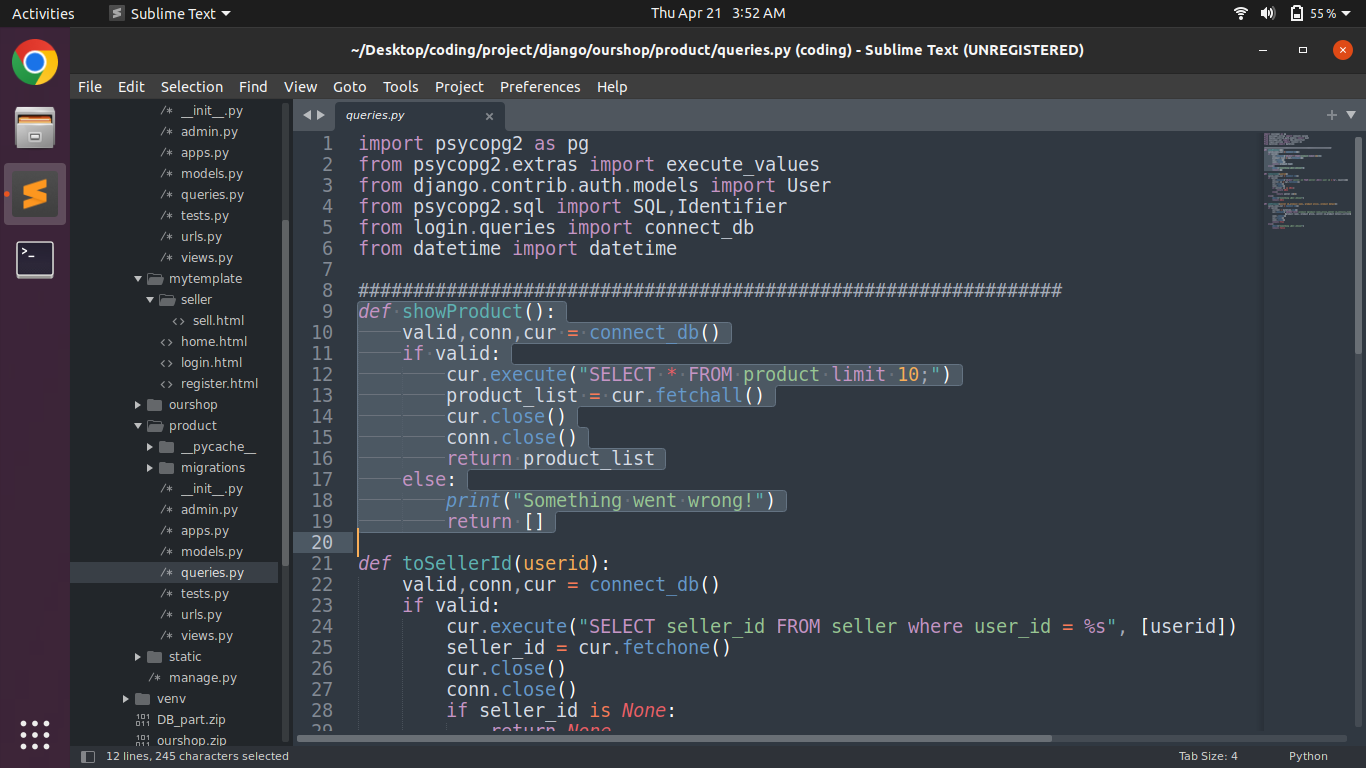 Activities Sublime Text Thu Apr 21 3:52 AM 55 %
~/Desktop/coding/project/django/ourshop/product/queries.py (coding) - Sublime Text (UNREGISTERED)
File Edit Selection Find View Goto Tools Project Preferences Help
/* __init__.py
/* admin.py
/* apps.py
/* models.py
/* queries.py
/* tests.py
/* urls.py
/* views.py
mytemplate
seller
<> sell.html
<> home.html
<> login.html
<> register.html
ourshop
product
__pycache__
migrations
/* __init__.py
/* admin.py
/* apps.py
/* models.py
/* queries.py
/* tests.py
/* urls.py
/* views.py
static
/* manage.py
venv
DB_part.zip
ourshop.zip
queries.py
1 import psycopg2 as pg
2 from psycopg2.extras import execute_values
3 from django.contrib.auth.models import User
4 from psycopg2.sql import SQL,Identifier
5 from login.queries import connect_db
6 from datetime import datetime
7
8 ################################################################
9 def showProduct():
10 valid,conn,cur = connect_db()
11 if valid:
12 cur.execute("SELECT * FROM product limit 10;")
13 product_list = cur.fetchall()
14 cur.close()
15 conn.close()
16 return product_list
17 else:
18 print("Something went wrong!")
19 return []
20
21 def toSellerId(userid):
22 valid,conn,cur = connect_db()
23 if valid:
24 cur.execute("SELECT seller_id FROM seller where user_id = %s", [userid])
25 seller_id = cur.fetchone()
26 cur.close()
27 conn.close()
28 if seller_id is None:
29 return None
12 lines, 245 characters selected Tab Size: 4 Python